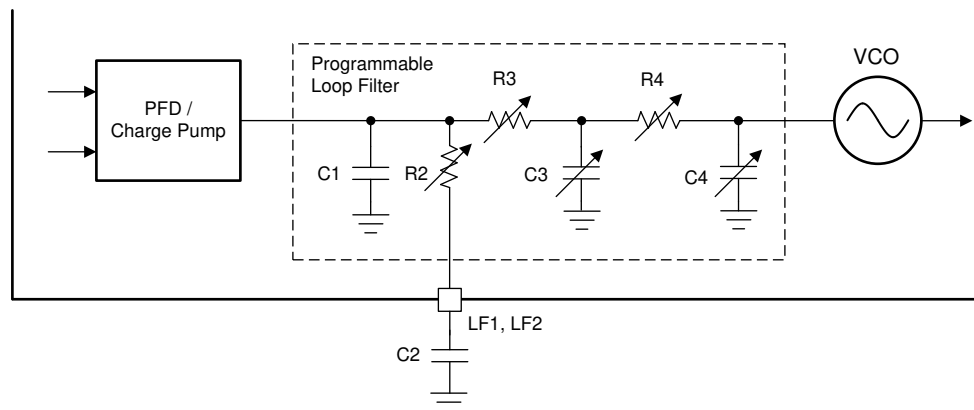 Programmable
Loop Filter
VCO
PFD /
Charge Pump
R3
R4
C1
R2
C3
C4
LF1, LF2
C2